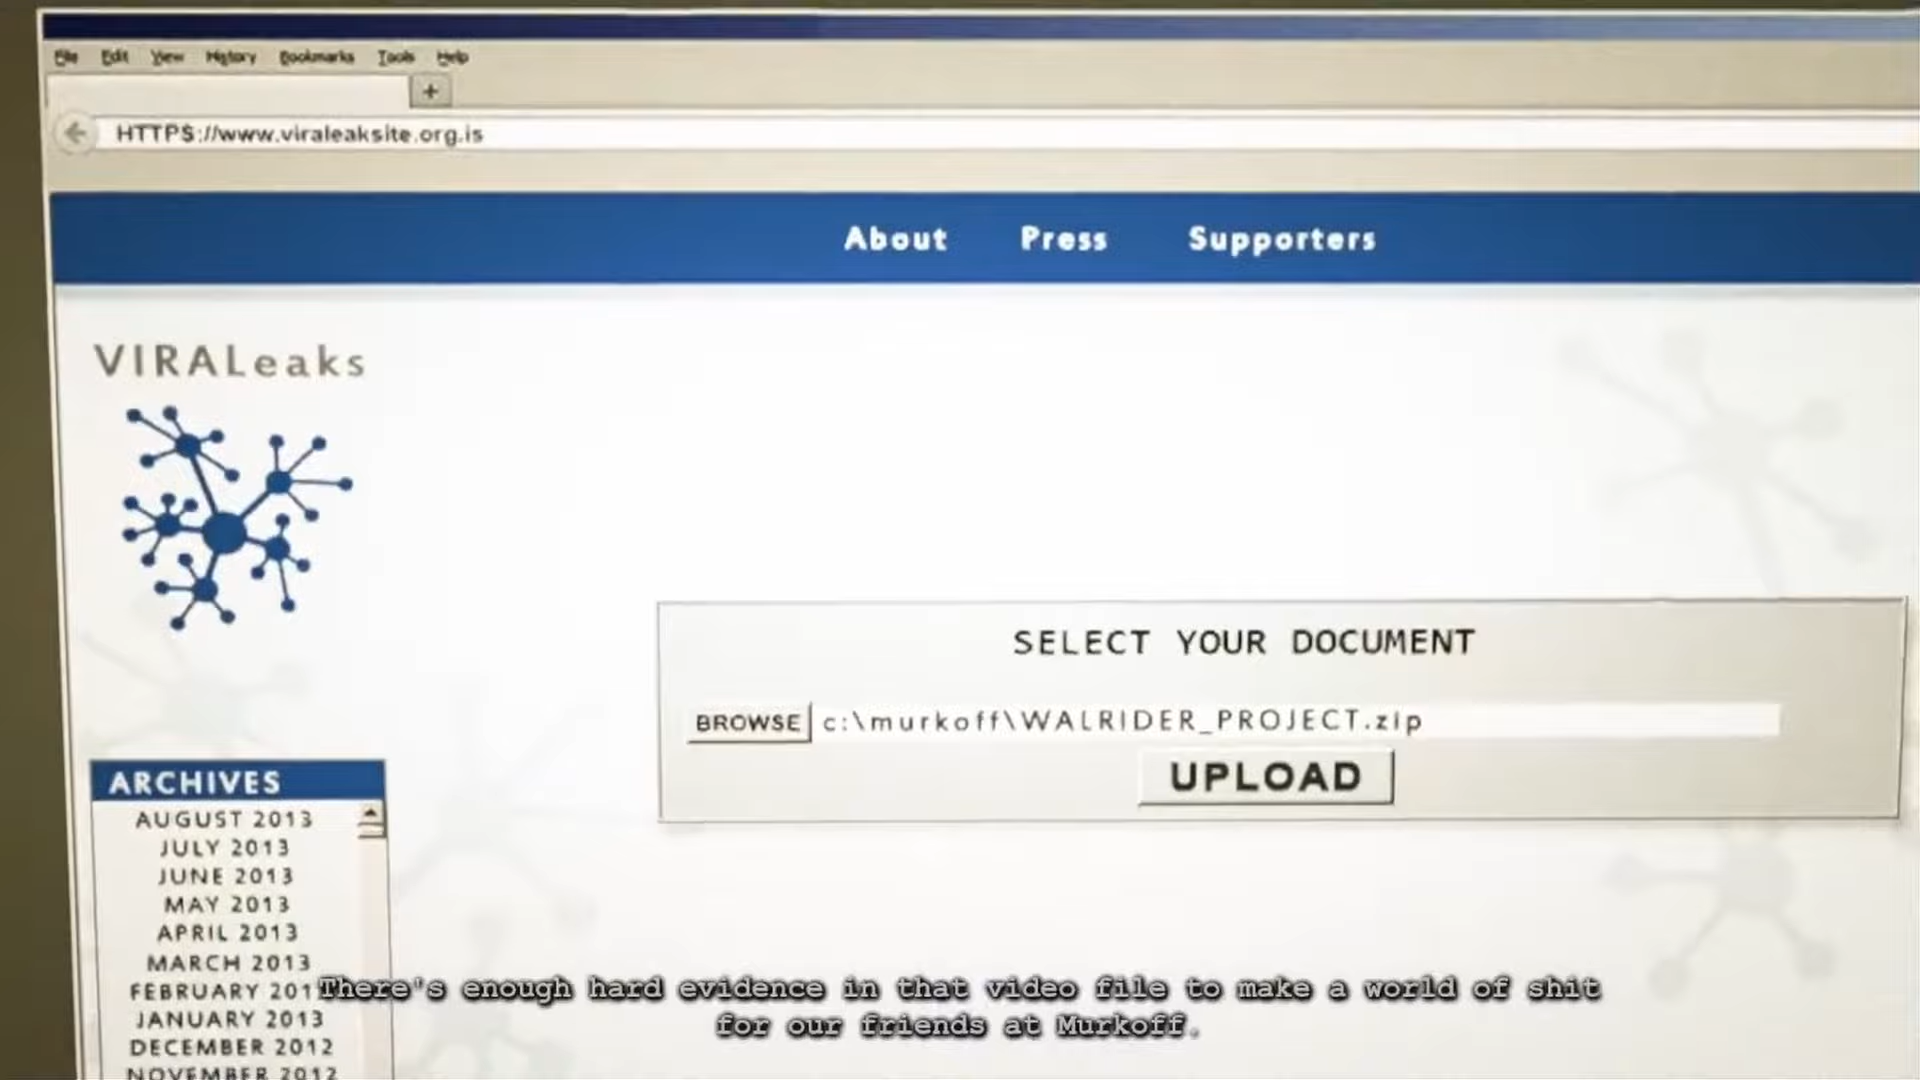 File Edit View History Bookmarks Tools Help
+
HTTPS://www.viraleaksite.org.is
About Press Supporters
VIRALeaks
SELECT YOUR DOCUMENT
BROWSE c:\murkoff\WALRIDER_PROJECT.zip
UPLOAD
ARCHIVES
AUGUST 2013
JULY 2013
JUNE 2013
MAY 2013
APRIL 2013
MARCH 2013
FEBRUARY 201
JANUARY 2013
DECEMBER 2012
NOVEMBER 2012
There's enough hard evidence in that video file to make a world of shit
for our friends at Murkoff.